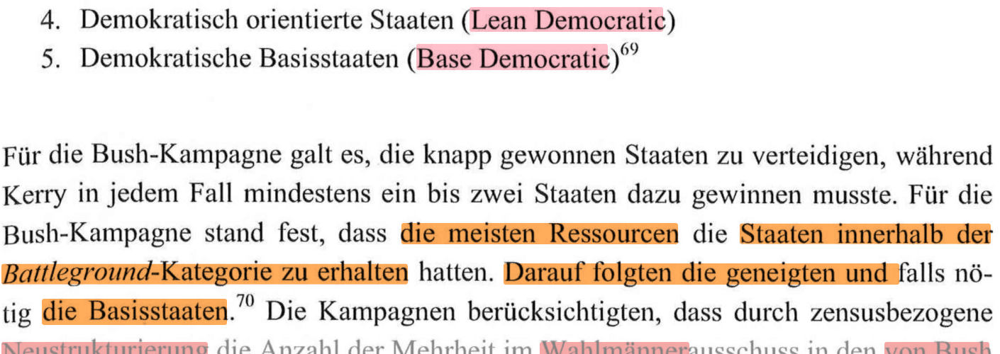 4. Demokratisch orientierte Staaten (Lean Democratic)
5. Demokratische Basisstaaten (Base Democratic)69
Für die Bush-Kampagne galt es, die knapp gewonnen Staaten zu verteidigen, während
Kerry in jedem Fall mindestens ein bis zwei Staaten dazu gewinnen musste. Für die
Bush-Kampagne stand fest, dass die meisten Ressourcen die Staaten innerhalb der
Battleground-Kategorie zu erhalten hatten. Darauf folgten die geneigten und falls nö-
tig die Basisstaaten.70 Die Kampagnen berücksichtigten, dass durch zensusbezogene
Neustrukturierung die Anzahl der Mehrheit im Wahlmännerausschuss in den von Bush